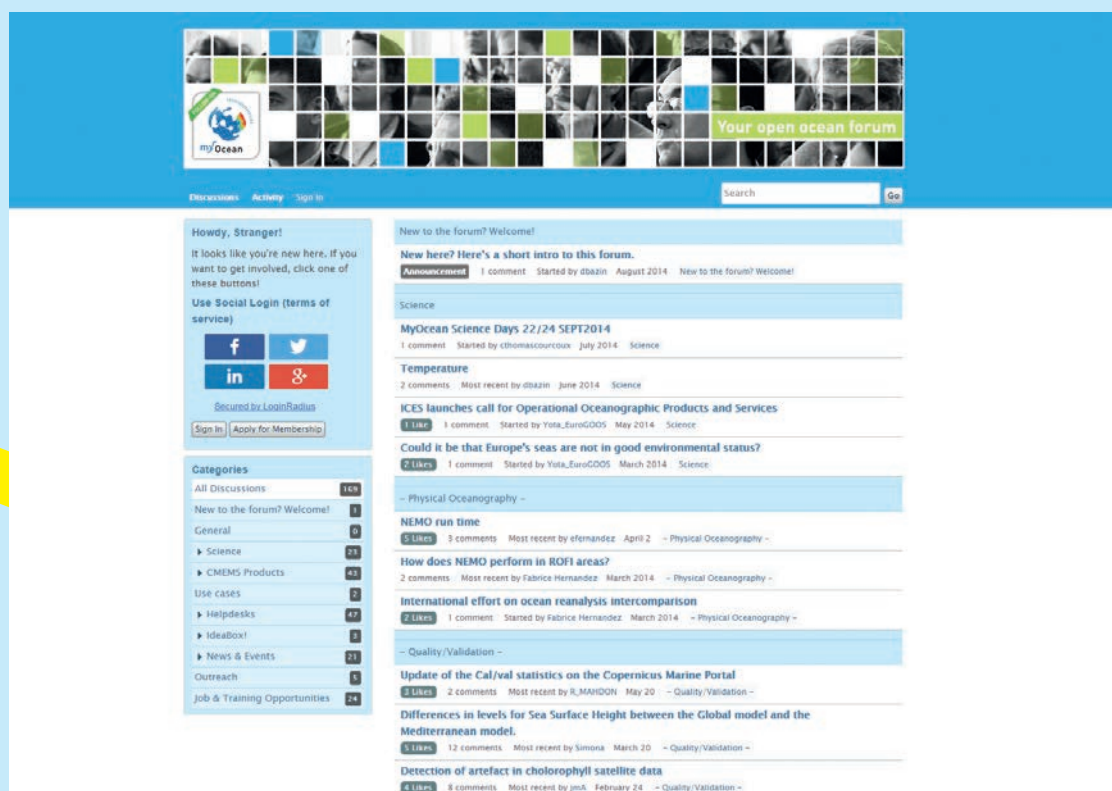 Your open ocean forum
myOcean
Discussions Activity Sign In
Search Go
Howdy, Stranger!
It looks like you're new here. If you
want to get involved, click one of
these buttons!
Use Social Login (terms of
service)
f
in 8+
Secured by LoginRadius
Sign In Apply for Membership
Categories
All Discussions 169
New to the forum? Welcome! 1
General 0
Science 23
CMEMS Products 43
Use cases 2
Helpdesks 47
IdeaBox! 3
News & Events 21
Outreach 5
Job & Training Opportunities 24
New to the forum? Welcome!
New here? Here's a short intro to this forum.
Announcement 1 comment Started by dbazin August 2014 New to the forum? Welcome!
Science
MyOcean Science Days 22/24 SEPT2014
1 comment Started by cthomascourcoux July 2014 Science
Temperature
2 comments Most recent by dbazin June 2014 Science
ICES launches call for Operational Oceanographic Products and Services
1 Like 1 comment Started by Yota_EuroGOOS May 2014 Science
Could it be that Europe's seas are not in good environmental status?
2 Likes 1 comment Started by Yota_EuroGOOS March 2014 Science
– Physical Oceanography –
NEMO run time
5 Likes 3 comments Most recent by efernandez April 2 – Physical Oceanography –
How does NEMO perform in ROFI areas?
2 comments Most recent by Fabrice Hernandez March 2014 – Physical Oceanography –
International effort on ocean reanalysis intercomparison
2 Likes 1 comment Started by Fabrice Hernandez March 2014 – Physical Oceanography –
– Quality/Validation –
Update of the Cal/val statistics on the Copernicus Marine Portal
3 Likes 2 comments Most recent by R_MAHDON May 20 – Quality/Validation –
Differences in levels for Sea Surface Height between the Global model and the
Mediterranean model.
5 Likes 12 comments Most recent by Simona March 20 – Quality/Validation –
Detection of artefact in cholorophyll satellite data
4 Likes 8 comments Most recent by jmA February 24 – Quality/Validation –